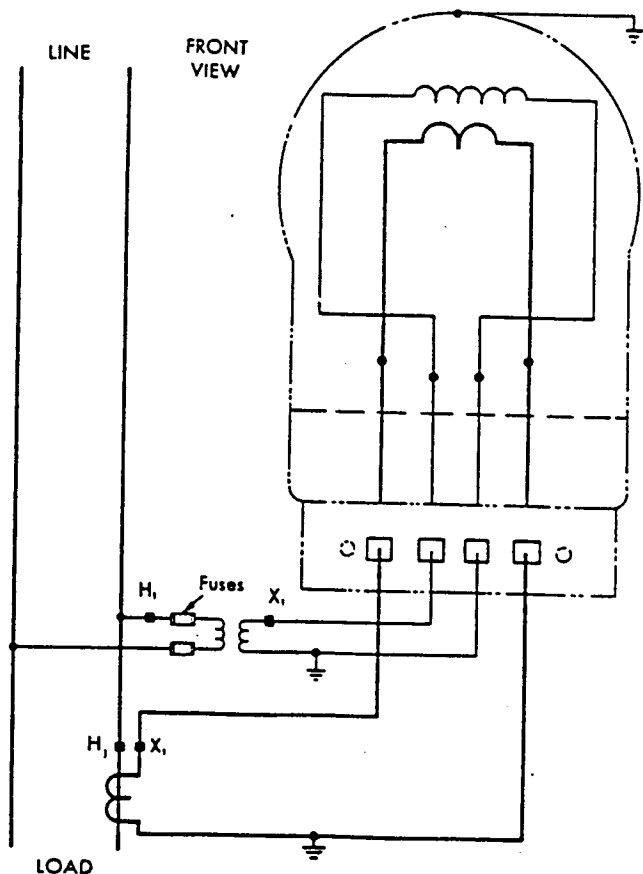 LINE
FRONT
VIEW
H₁
Fuses
X₁
H₁
X₁
LOAD